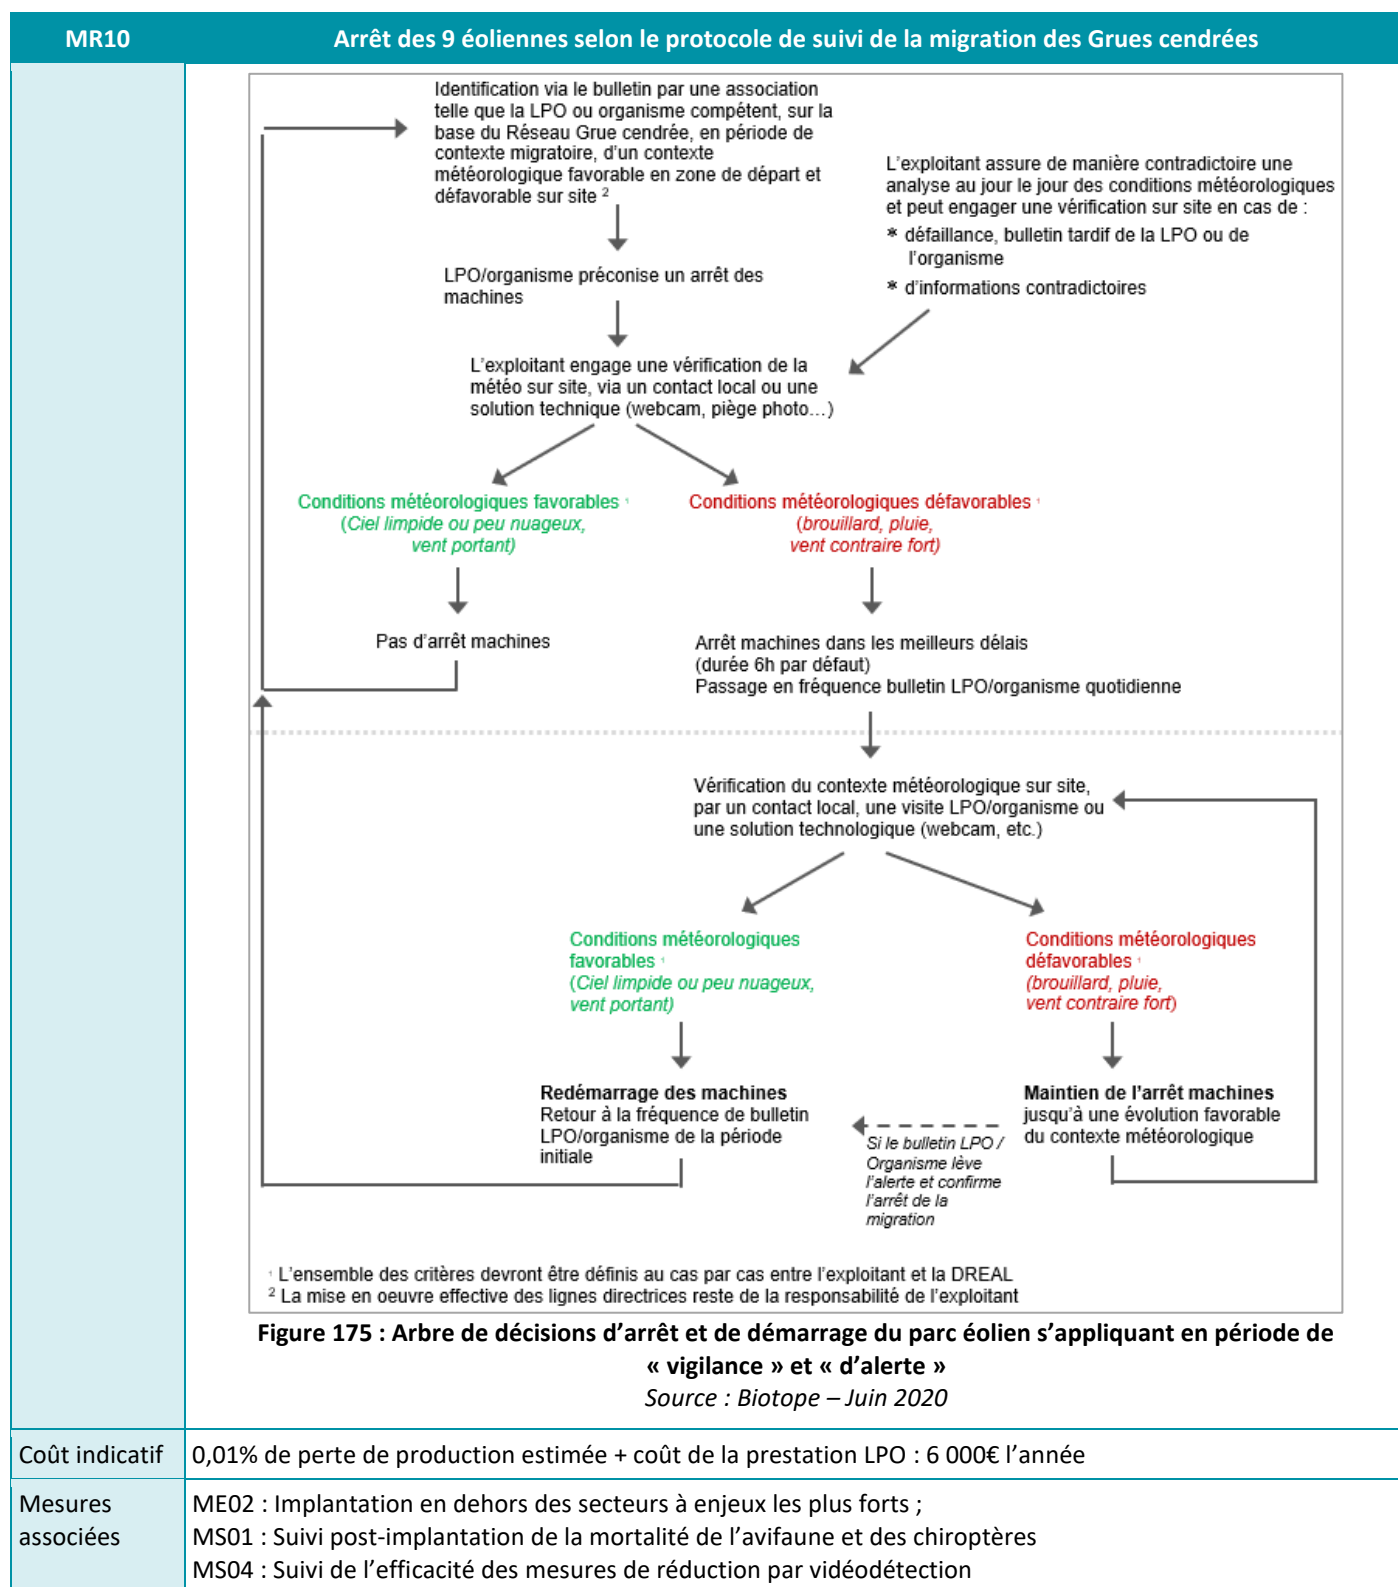 MR10
Arrêt des 9 éoliennes selon le protocole de suivi de la migration des Grues cendrées
Identification via le bulletin par une association
telle que la LPO ou organisme compétent, sur la
base du Réseau Grue cendrée, en période de
contexte migratoire, d'un contexte
météorologique favorable en zone de départ et
défavorable sur site ²
L'exploitant assure de manière contradictoire une
analyse au jour le jour des conditions météorologiques
et peut engager une vérification sur site en cas de :
* défaillance, bulletin tardif de la LPO ou de
l'organisme
* d'informations contradictoires
LPO/organisme préconise un arrêt des
machines
L'exploitant engage une vérification de la
météo sur site, via un contact local ou une
solution technique (webcam, piège photo…)
Conditions météorologiques favorables ¹
(Ciel limpide ou peu nuageux,
vent portant)
Conditions météorologiques défavorables ¹
(brouillard, pluie,
vent contraire fort)
Pas d'arrêt machines
Arrêt machines dans les meilleurs délais
(durée 6h par défaut)
Passage en fréquence bulletin LPO/organisme quotidienne
Vérification du contexte météorologique sur site,
par un contact local, une visite LPO/organisme ou
une solution technologique (webcam, etc.)
Conditions météorologiques
favorables ¹
(Ciel limpide ou peu nuageux,
vent portant)
Conditions météorologiques
défavorables ¹
(brouillard, pluie,
vent contraire fort)
Redémarrage des machines
Retour à la fréquence de bulletin
LPO/organisme de la période
initiale
Maintien de l'arrêt machines
jusqu'à une évolution favorable
du contexte météorologique
Si le bulletin LPO /
Organisme lève
l'alerte et confirme
l'arrêt de la
migration
¹ L'ensemble des critères devront être définis au cas par cas entre l'exploitant et la DREAL
² La mise en oeuvre effective des lignes directrices reste de la responsabilité de l'exploitant
Figure 175 : Arbre de décisions d'arrêt et de démarrage du parc éolien s'appliquant en période de
« vigilance » et « d'alerte »
Source : Biotope – Juin 2020
Coût indicatif
0,01% de perte de production estimée + coût de la prestation LPO : 6 000€ l'année
Mesures
associées
ME02 : Implantation en dehors des secteurs à enjeux les plus forts ;
MS01 : Suivi post-implantation de la mortalité de l'avifaune et des chiroptères
MS04 : Suivi de l'efficacité des mesures de réduction par vidéodétection